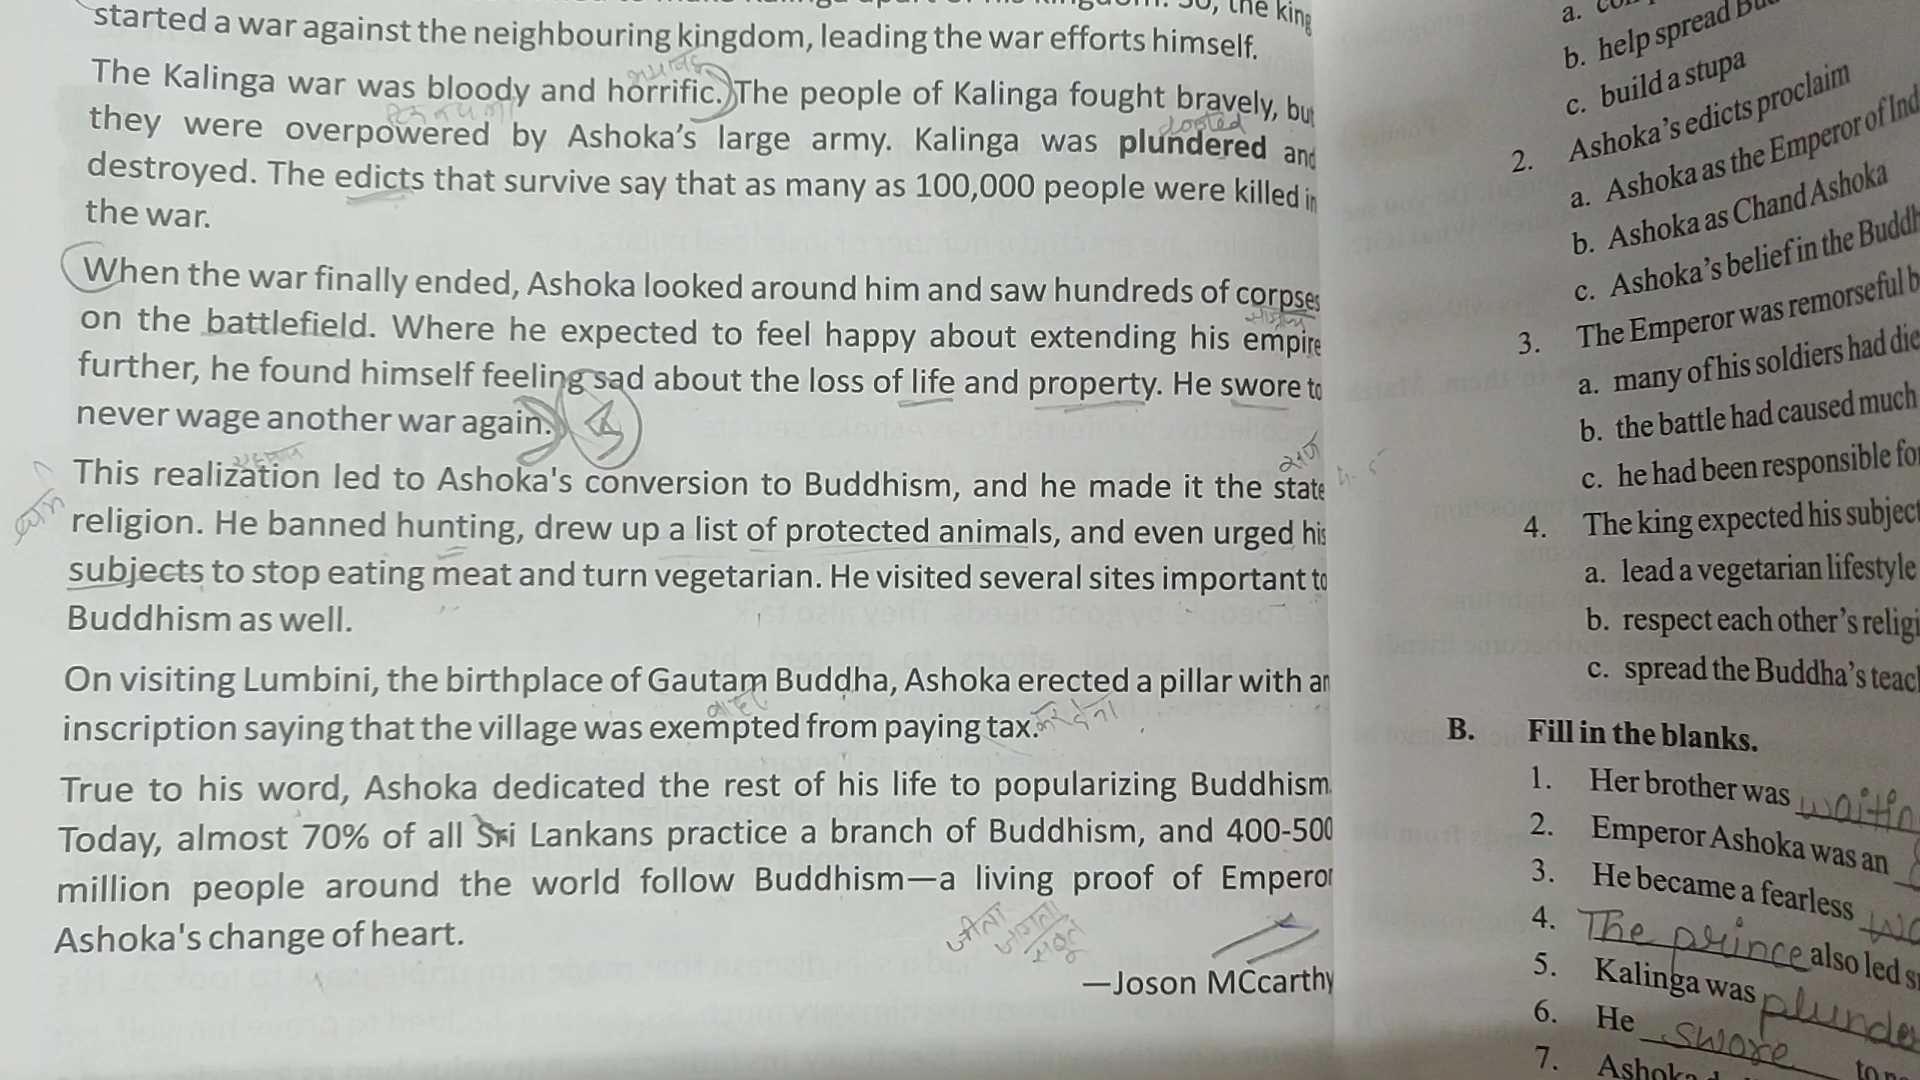 the king
started a war against the neighbouring kingdom, leading the war efforts himself.
The Kalinga war was bloody and horrific. The people of Kalinga fought bravely, but
they were overpowered by Ashoka's large army. Kalinga was plundered and
looted
destroyed. The edicts that survive say that as many as 100,000 people were killed in
the war.
When the war finally ended, Ashoka looked around him and saw hundreds of corpses
on the battlefield. Where he expected to feel happy about extending his empire
further, he found himself feeling sad about the loss of life and property. He swore to
never wage another war again.
This realization led to Ashoka's conversion to Buddhism, and he made it the state
religion. He banned hunting, drew up a list of protected animals, and even urged his
subjects to stop eating meat and turn vegetarian. He visited several sites important to
Buddhism as well.
On visiting Lumbini, the birthplace of Gautam Buddha, Ashoka erected a pillar with an
inscription saying that the village was exempted from paying tax.
True to his word, Ashoka dedicated the rest of his life to popularizing Buddhism.
Today, almost 70% of all Sri Lankans practice a branch of Buddhism, and 400-500
million people around the world follow Buddhism—a living proof of Emperor
Ashoka's change of heart.
—Joson MCcarthy
a.
b. help spread
c. build a stupa
2. Ashoka's edicts proclaim
a. Ashoka as the Emperor of Ind
b. Ashoka as Chand Ashoka
c. Ashoka's belief in the Buddh
3. The Emperor was remorseful b
a. many of his soldiers had die
b. the battle had caused much
c. he had been responsible for
4. The king expected his subject
a. lead a vegetarian lifestyle
b. respect each other's religi
c. spread the Buddha's teach
B. Fill in the blanks.
1. Her brother was waitin
2. Emperor Ashoka was an
3. He became a fearless wa
4. The prince also led s
5. Kalinga was plunde
6. He swore to n
7. Ashoka